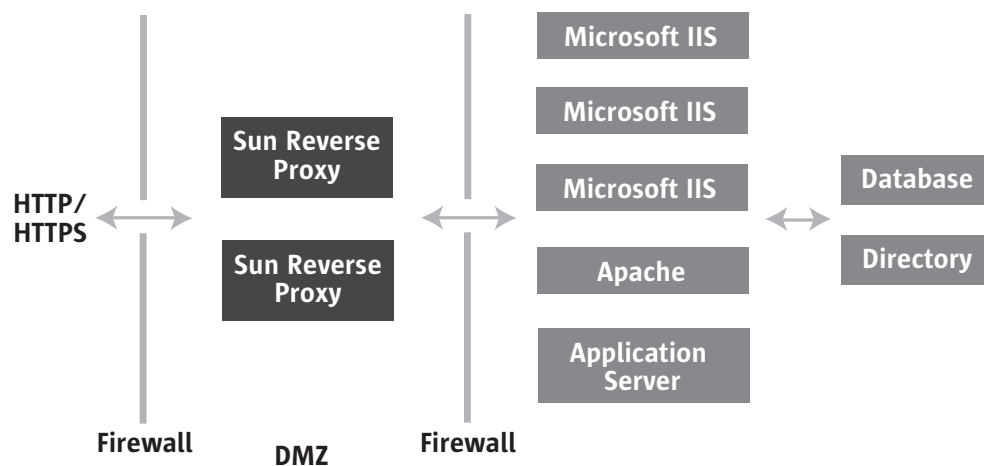 HTTP/
HTTPS
Firewall
Sun Reverse
Proxy
Sun Reverse
Proxy
DMZ
Firewall
Microsoft IIS
Microsoft IIS
Microsoft IIS
Apache
Application
Server
Database
Directory